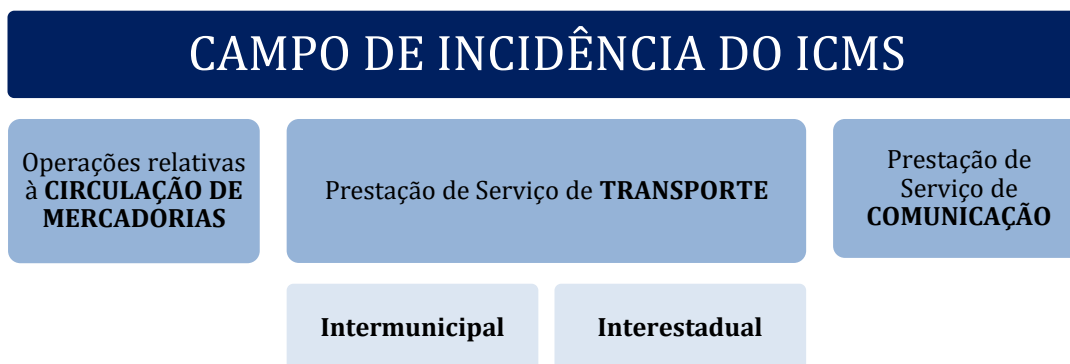 CAMPO DE INCIDÊNCIA DO ICMS
Operações relativas
à CIRCULAÇÃO DE
MERCADORIAS
Prestação de Serviço de TRANSPORTE
Prestação de
Serviço de
COMUNICAÇÃO
Intermunicipal
Interestadual